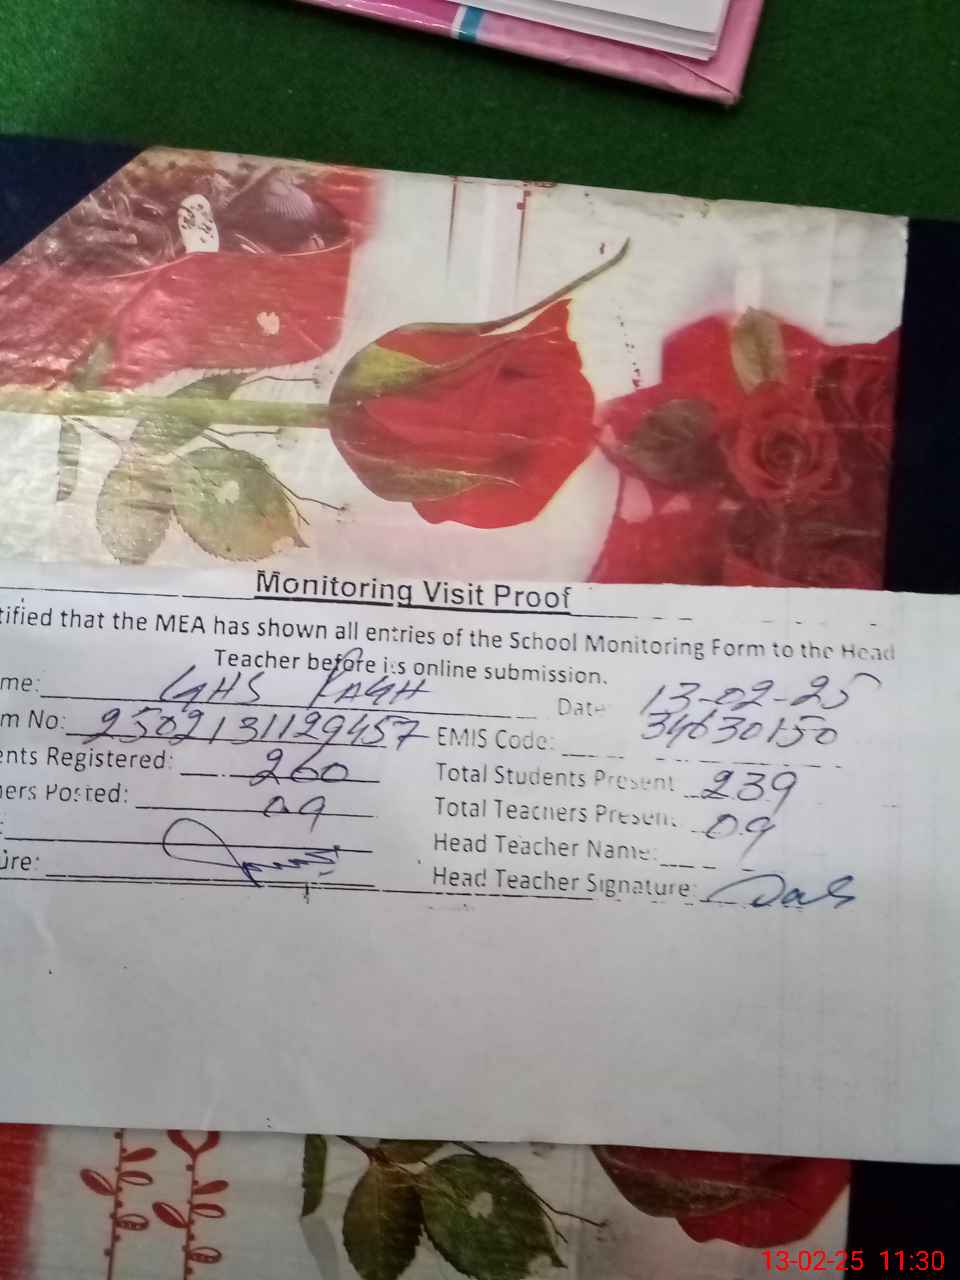 Monitoring Visit Proof
tified that the MEA has shown all entries of the School Monitoring Form to the Head
Teacher before i:s online submission.
me: GHS Date: 13-02-25
m No: 2502131129457 EMIS Code: 34630150
ents Registered: 260 Total Students Present 239
ners Posted: 09 Total Teachers Present: 09
Head Teacher Name:
ure: Head Teacher Signature:
13-02-25 11:30